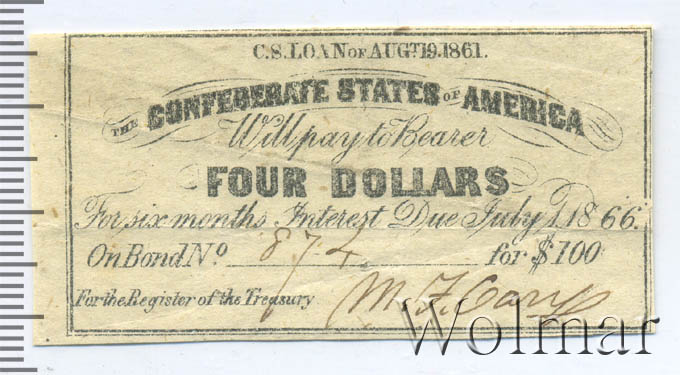 C.S. LOAN OF AUGT. 19. 1861.
THE CONFEDERATE STATES OF AMERICA
Will pay to Bearer
FOUR DOLLARS
For six months Interest Due July 1, 1866.
On Bond No. 874 for $100
For the Register of the Treasury
Wolmar